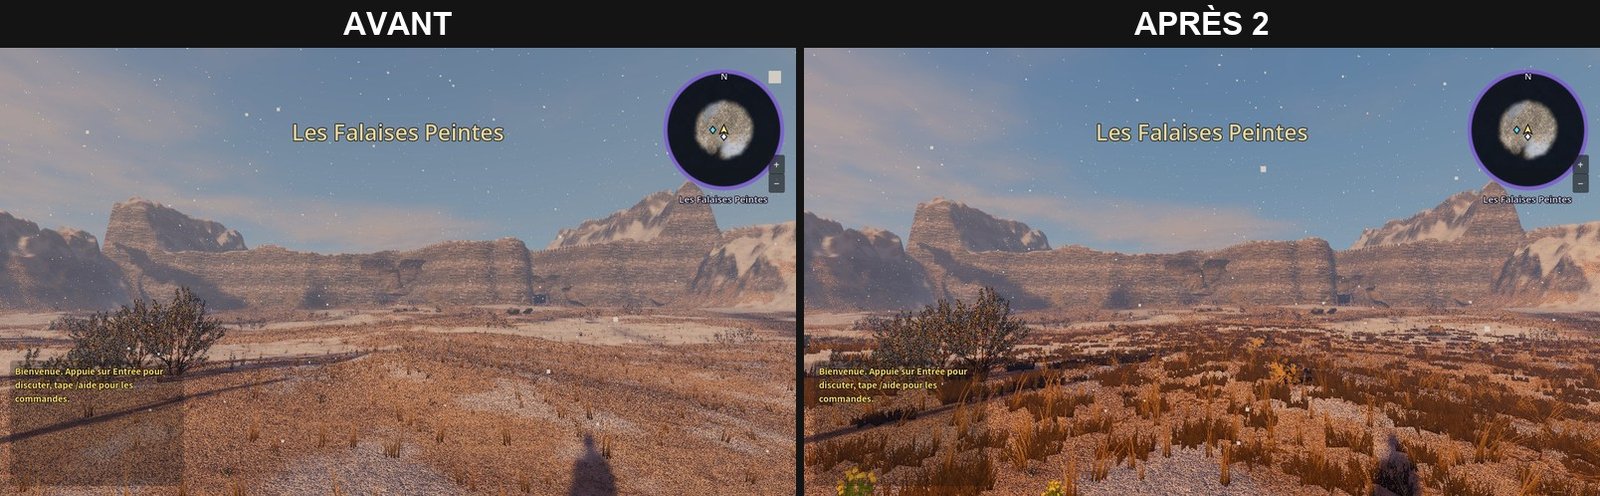 AVANT
APRÈS 2
N
Les Falaises Peintes
+
−
Les Falaises Peintes
Bienvenue. Appuie sur Entrée pour
discuter, tape /aide pour les
commandes.
N
Les Falaises Peintes
+
−
Les Falaises Peintes
Bienvenue. Appuie sur Entrée pour
discuter, tape /aide pour les
commandes.